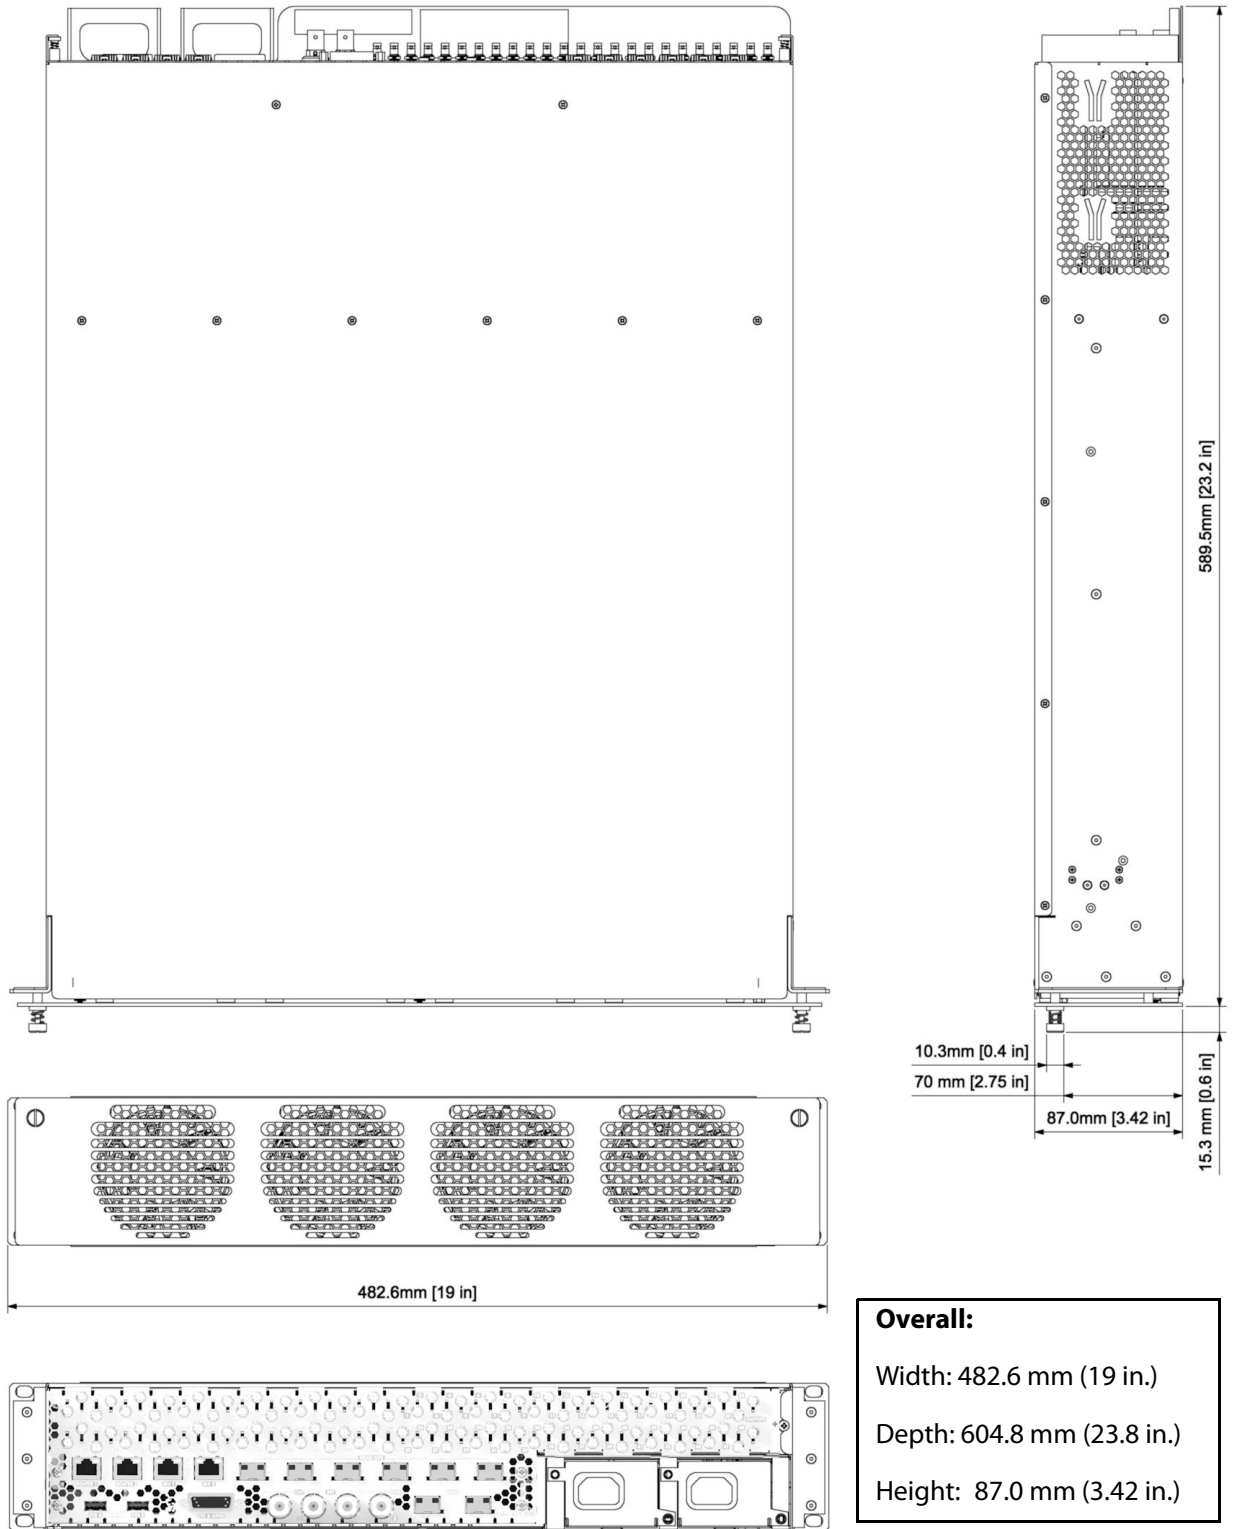 589.5mm [23.2 in]
10.3mm [0.4 in]
70 mm [2.75 in]
87.0mm [3.42 in]
15.3 mm [0.6 in]
482.6mm [19 in]
Overall:
Width: 482.6 mm (19 in.)
Depth: 604.8 mm (23.8 in.)
Height: 87.0 mm (3.42 in.)